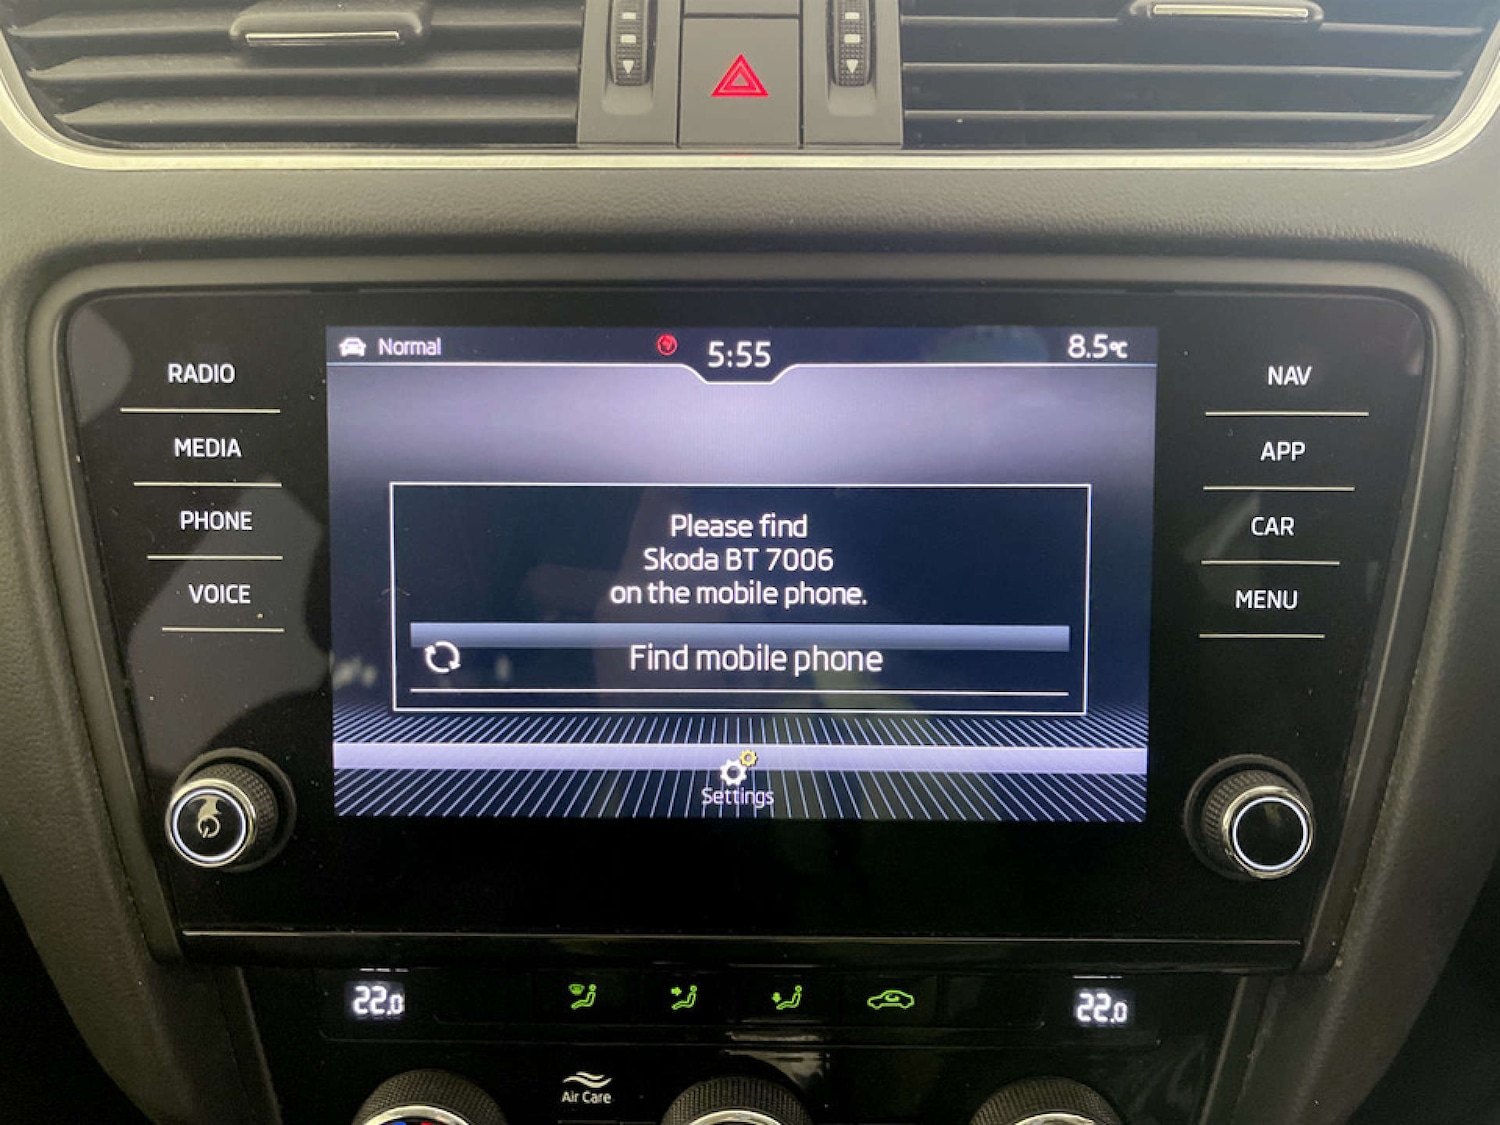 Normal
5:55
8.5°C
RADIO
MEDIA
PHONE
VOICE
NAV
APP
CAR
MENU
Please find
Skoda BT 7006
on the mobile phone.
Find mobile phone
Settings
22.0
22.0
Air Care